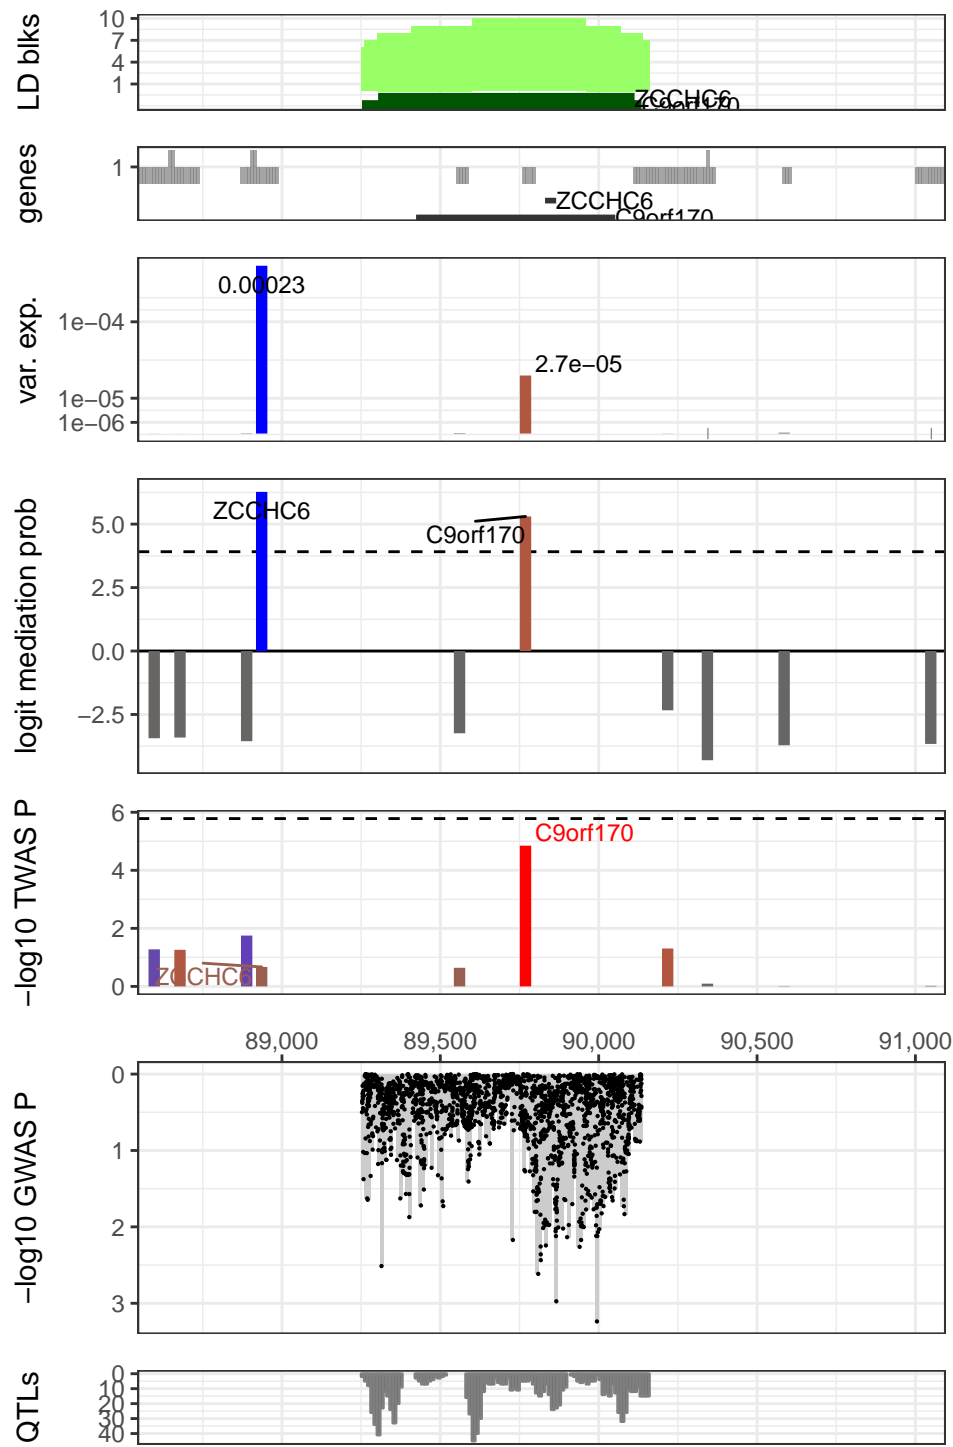 LD blks
10
7
4
1
ZCCHC6
C9orf170
genes
1
ZCCHC6
C9orf170
var. exp.
1e−04
1e−05
1e−06
0.00023
2.7e−05
logit mediation prob
5.0
2.5
0.0
−2.5
ZCCHC6
C9orf170
−log10 TWAS P
6
4
2
0
C9orf170
ZCCHC6
89,000
89,500
90,000
90,500
91,000
−log10 GWAS P
0
1
2
3
QTLs
0
10
20
30
40